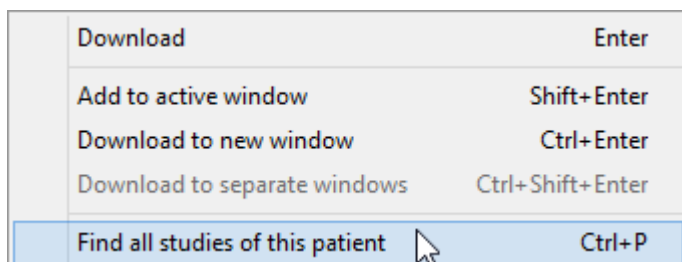 Download Enter
Add to active window Shift+Enter
Download to new window Ctrl+Enter
Download to separate windows Ctrl+Shift+Enter
Find all studies of this patient Ctrl+P